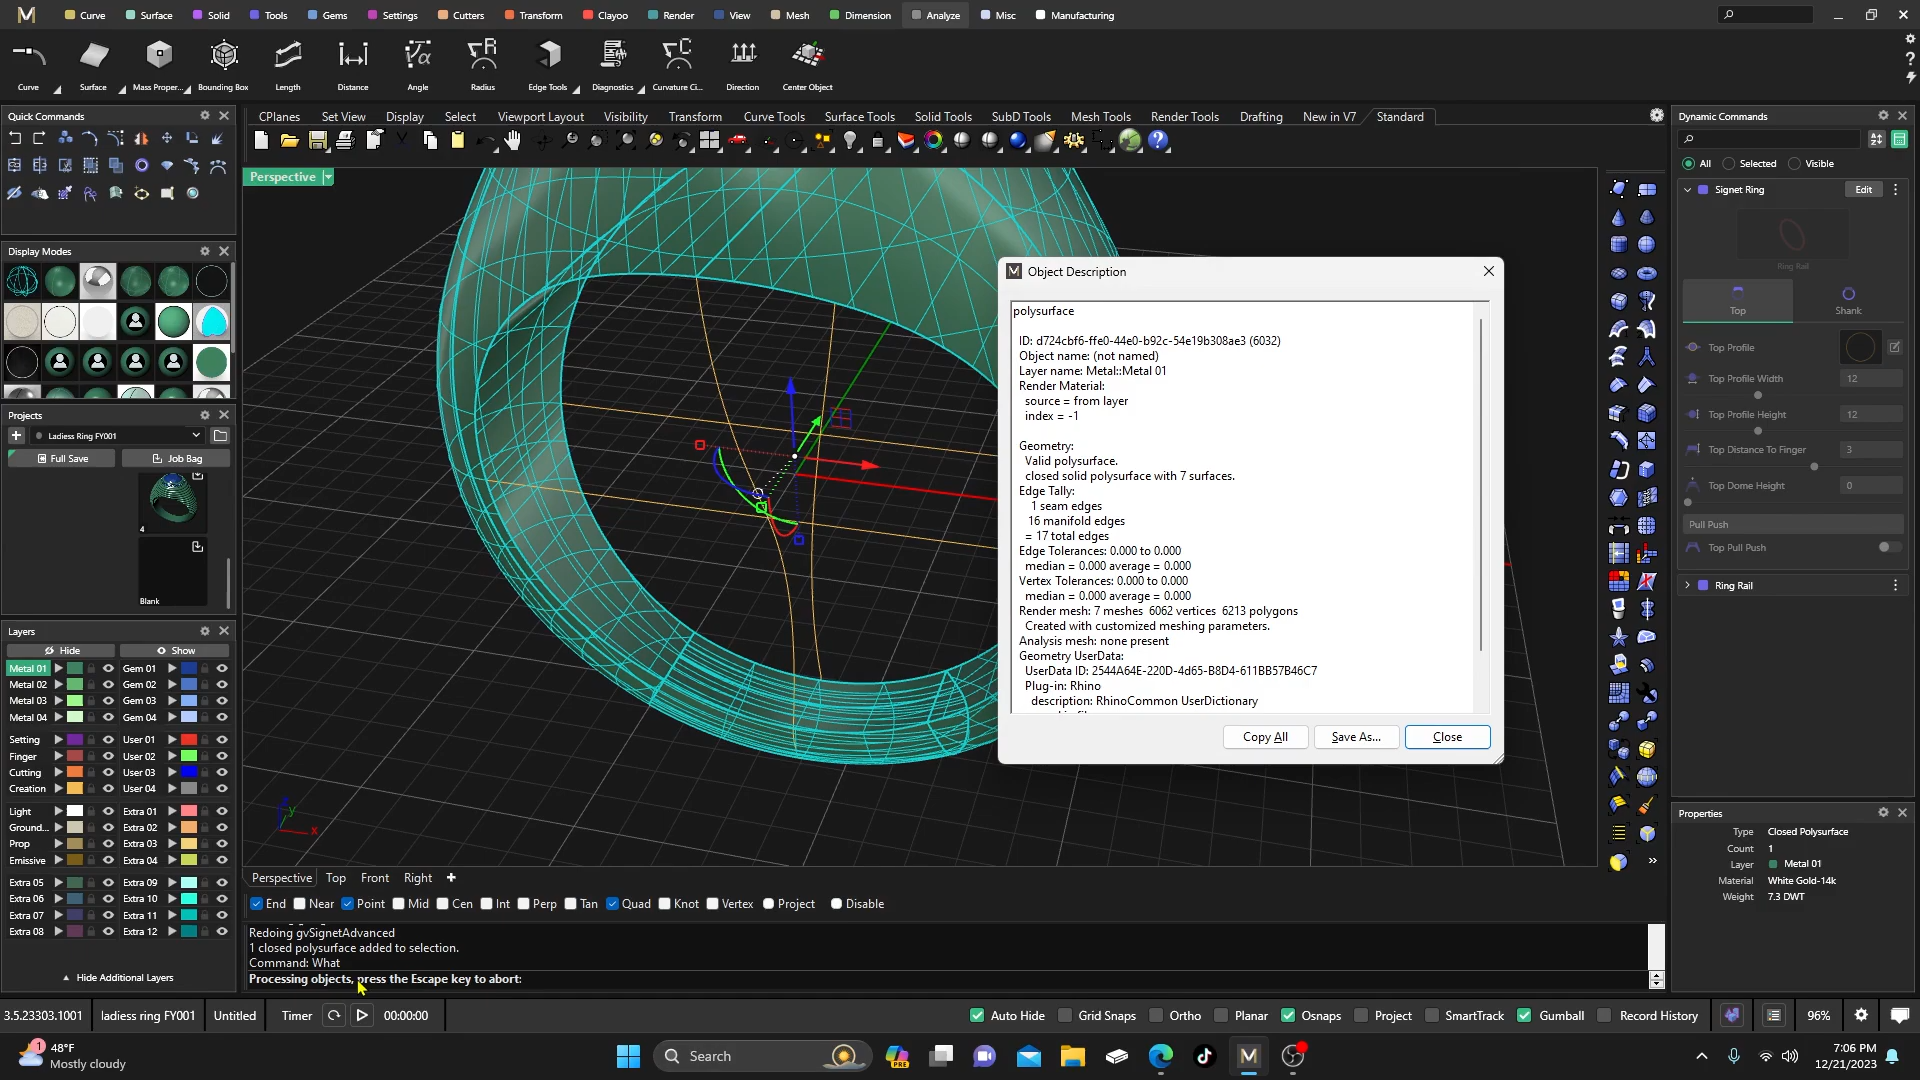 Curve Surface Solid Tools Gems Settings Cutters Transform Clayoo Render View Mesh Dimension Analyze Misc Manufacturing
Curve Surface Mass Proper... Bounding Box Length Distance Angle Radius Edge Tools Diagnostics Curvature Ci... Direction Center Object
Quick Commands
CPlanes Set View Display Select Viewport Layout Visibility Transform Curve Tools Surface Tools Solid Tools SubD Tools Mesh Tools Render Tools Drafting New in V7 Standard
Dynamic Commands
All Selected Visible
Signet Ring Edit
Ring Rail
Top Shank
Top Profile
Top Profile Width 12
Top Profile Height 12
Top Distance To Finger 3
Top Dome Height 0
Pull Push
Top Pull Push
Ring Rail
Perspective
Display Modes
Projects
Ladiess Ring FY001
Full Save Job Bag
4
Blank
Object Description
polysurface
ID: d724cbf6-ffe0-44e0-b92c-54e19b308ae3 (6032)
Object name: (not named)
Layer name: Metal::Metal 01
Render Material:
source = from layer
index = -1
Geometry:
Valid polysurface.
closed solid polysurface with 7 surfaces.
Edge Tally:
1 seam edges
16 manifold edges
= 17 total edges
Edge Tolerances: 0.000 to 0.000
median = 0.000 average = 0.000
Vertex Tolerances: 0.000 to 0.000
median = 0.000 average = 0.000
Render mesh: 7 meshes 6062 vertices 6213 polygons
Created with customized meshing parameters.
Analysis mesh: none present
Geometry UserData:
UserData ID: 2544A64E-220D-4d65-B8D4-611BB57B46C7
Plug-in: Rhino
description: RhinoCommon UserDictionary
Copy All Save As... Close
Layers
Hide Show
Metal 01 Gem 01
Metal 02 Gem 02
Metal 03 Gem 03
Metal 04 Gem 04
Setting User 01
Finger User 02
Cutting User 03
Creation User 04
Light Extra 01
Ground... Extra 02
Prop Extra 03
Emissive Extra 04
Extra 05 Extra 09
Extra 06 Extra 10
Extra 07 Extra 11
Extra 08 Extra 12
Hide Additional Layers
z
y
x
Perspective Top Front Right
End Near Point Mid Cen Int Perp Tan Quad Knot Vertex Project Disable
Redoing gvSignetAdvanced
1 closed polysurface added to selection.
Command: What
Processing objects, press the Escape key to abort:
Properties
Type Closed Polysurface
Count 1
Layer Metal 01
Material White Gold-14k
Weight 7.3 DWT
3.5.23303.1001 ladiess ring FY001 Untitled Timer 00:00:00 Auto Hide Grid Snaps Ortho Planar Osnaps Project SmartTrack Gumball Record History 96%
1
48°F
Mostly cloudy
Search
PRE
7:06 PM
12/21/2023